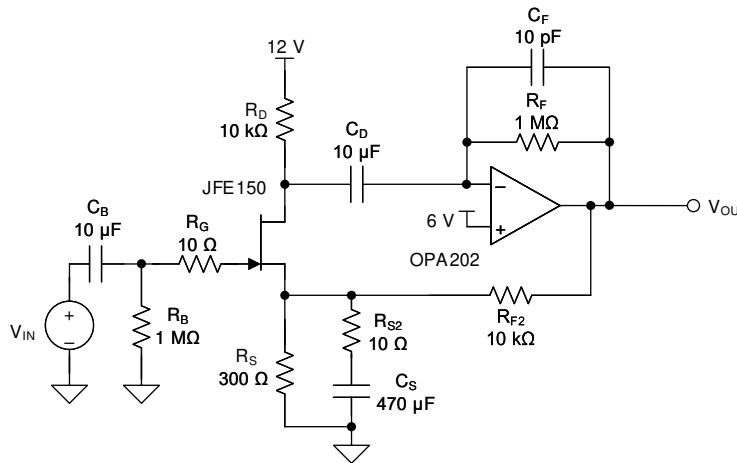 C_F
10 pF
12 V
R_F
1 MΩ
R_D
10 kΩ
C_D
10 µF
JFE150
6 V
V_OU
C_B
10 µF
R_G
10 Ω
OPA202
V_IN
R_B
1 MΩ
R_S2
10 Ω
R_F2
10 kΩ
R_S
300 Ω
C_S
470 µF